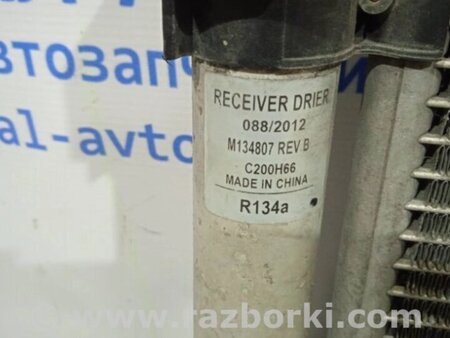 втозапч
al-avto
RECEIVER DRIER
088/2012
M134807 REV B
C200H66
MADE IN CHINA
R134a
www.razborki.com